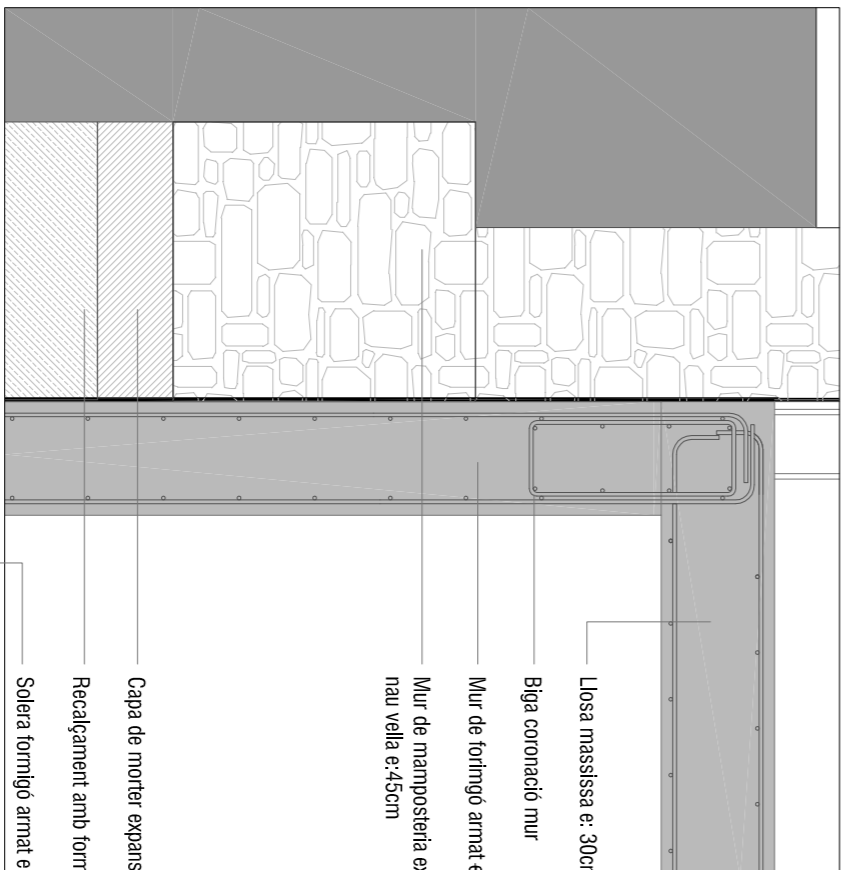 Llosa massissa e: 30cm
Biga coronació mur
Mur de forimgó armat e
Mur de mamposteria ex
nau vella e:45cm
Capa de morter expans
Recalçament amb form
Solera formigó armat e